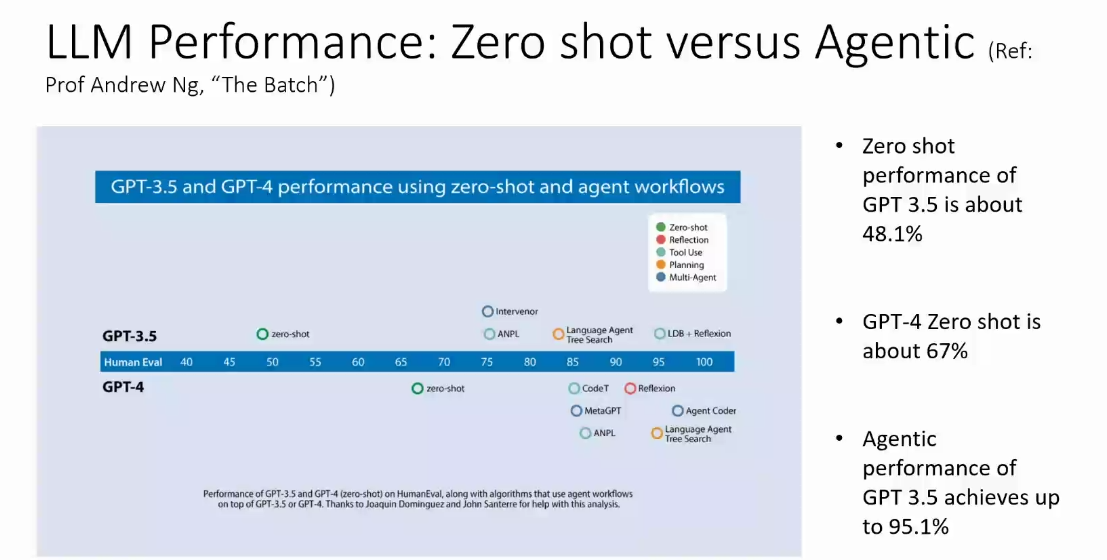 LLM Performance: Zero shot versus Agentic (Ref:
Prof Andrew Ng, “The Batch”)
GPT-3.5 and GPT-4 performance using zero-shot and agent workflows
Zero-shot
Reflection
Tool Use
Planning
Multi-Agent
Intervenor
GPT-3.5
zero-shot
ANPL
Language Agent
Tree Search
LDB + Reflexion
Human Eval 40 45 50 55 60 65 70 75 80 85 90 95 100
GPT-4
zero-shot
CodeT
Reflexion
MetaGPT
Agent Coder
ANPL
Language Agent
Tree Search
Performance of GPT-3.5 and GPT-4 (zero-shot) on HumanEval, along with algorithms that use agent workflows
on top of GPT-3.5 or GPT-4. Thanks to Joaquin Dominguez and John Santerre for help with this analysis.
• Zero shot
performance of
GPT 3.5 is about
48.1%
• GPT-4 Zero shot is
about 67%
• Agentic
performance of
GPT 3.5 achieves up
to 95.1%